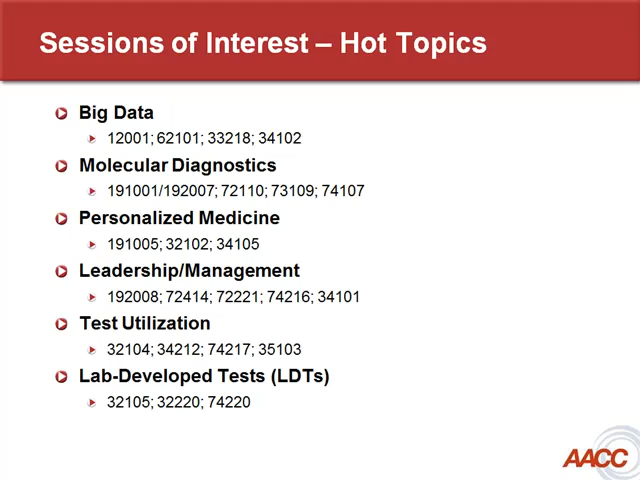 Sessions of Interest – Hot Topics
Big Data
12001; 62101; 33218; 34102
Molecular Diagnostics
191001/192007; 72110; 73109; 74107
Personalized Medicine
191005; 32102; 34105
Leadership/Management
192008; 72414; 72221; 74216; 34101
Test Utilization
32104; 34212; 74217; 35103
Lab-Developed Tests (LDTs)
32105; 32220; 74220
AACC